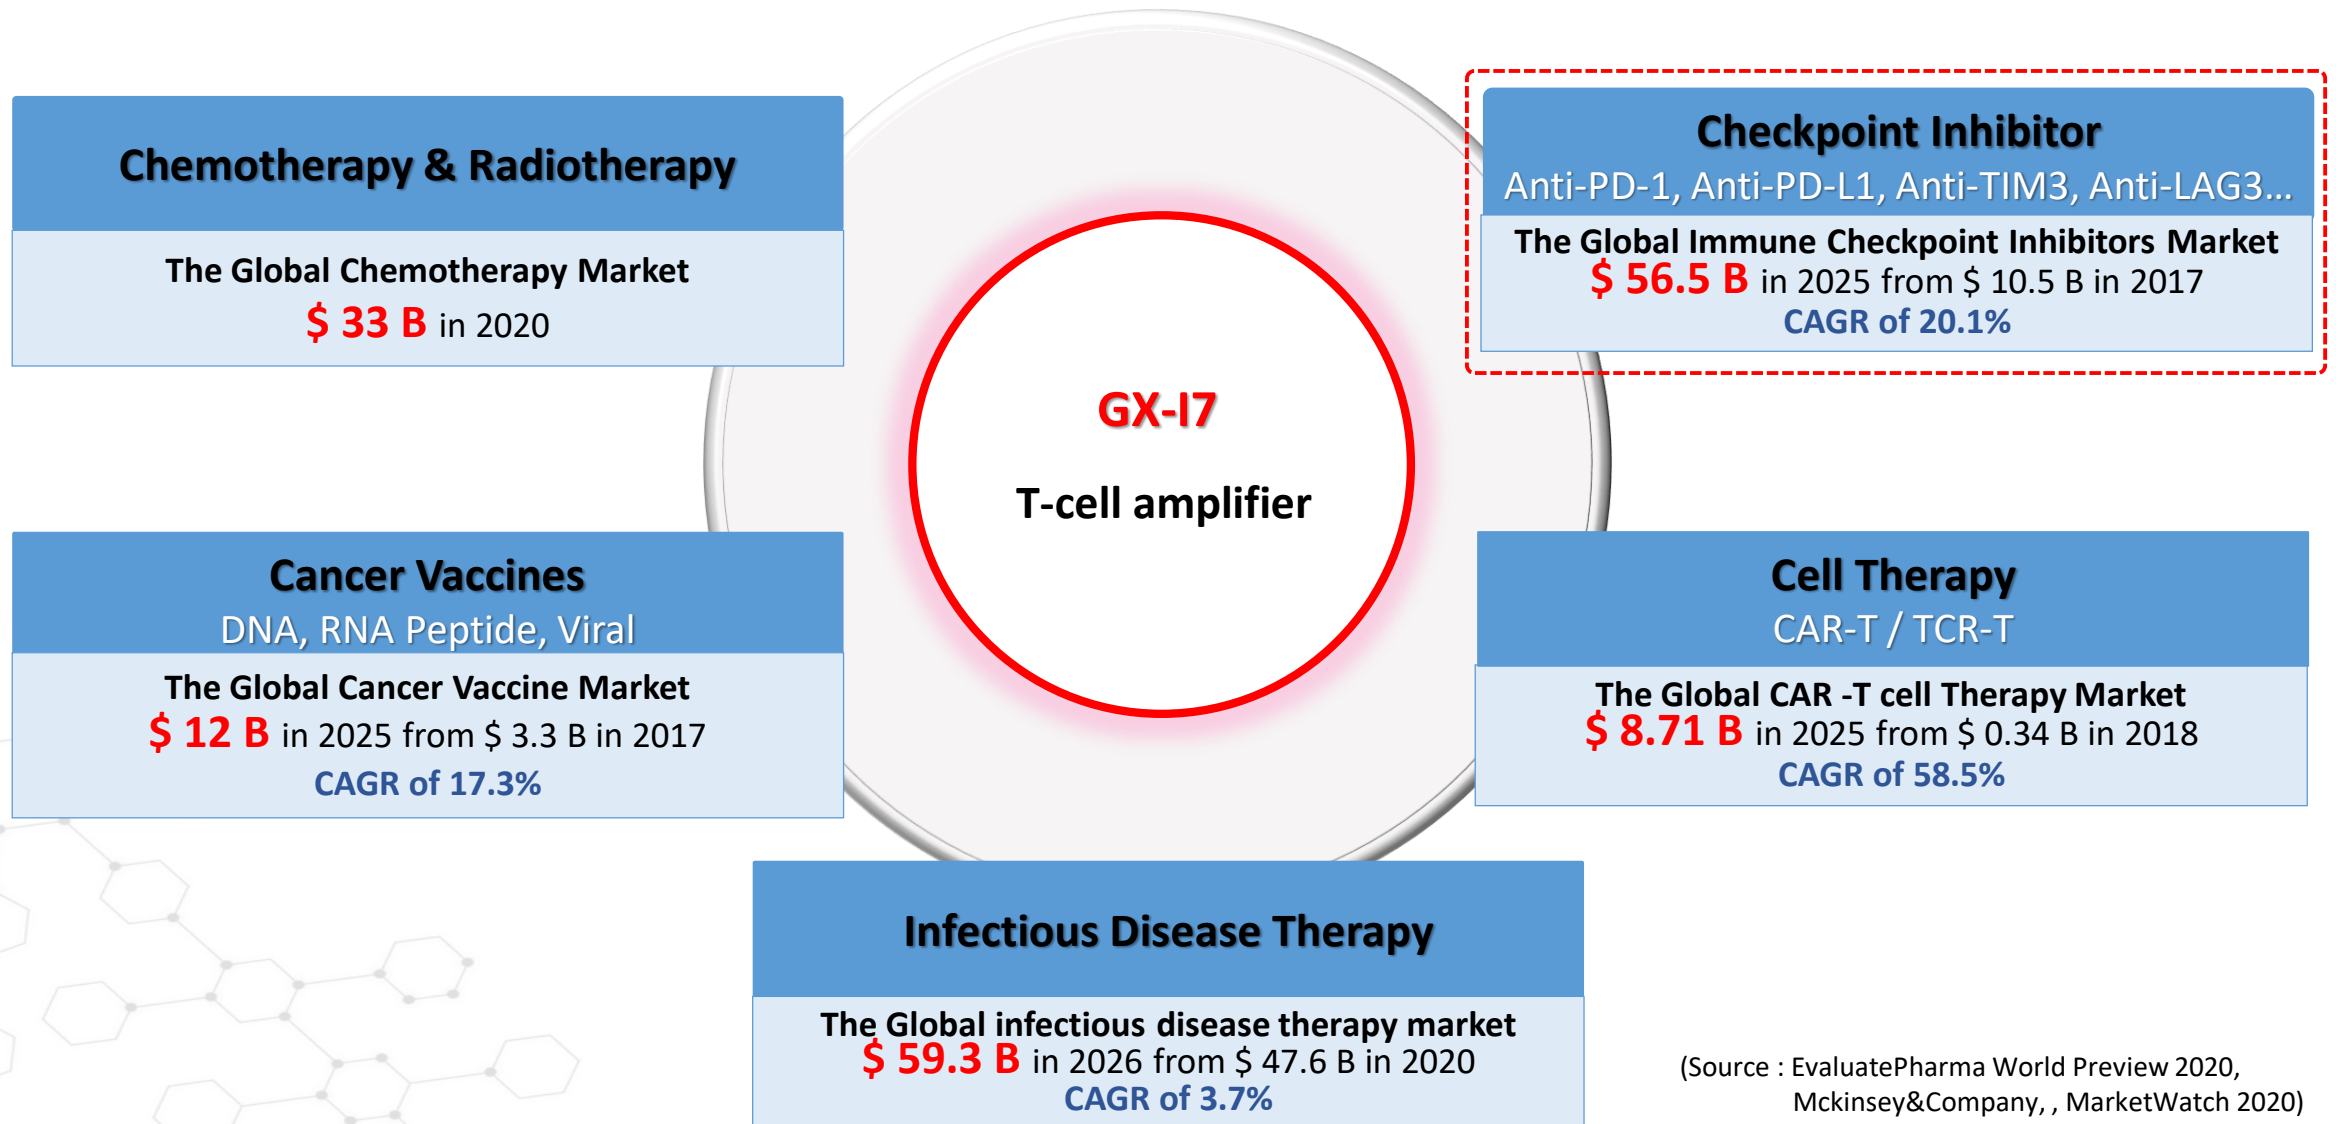 Chemotherapy & Radiotherapy
The Global Chemotherapy Market
$ 33 B in 2020
Checkpoint Inhibitor
Anti-PD-1, Anti-PD-L1, Anti-TIM3, Anti-LAG3...
The Global Immune Checkpoint Inhibitors Market
$ 56.5 B in 2025 from $ 10.5 B in 2017
CAGR of 20.1%
GX-I7
T-cell amplifier
Cancer Vaccines
DNA, RNA Peptide, Viral
The Global Cancer Vaccine Market
$ 12 B in 2025 from $ 3.3 B in 2017
CAGR of 17.3%
Cell Therapy
CAR-T / TCR-T
The Global CAR -T cell Therapy Market
$ 8.71 B in 2025 from $ 0.34 B in 2018
CAGR of 58.5%
Infectious Disease Therapy
The Global infectious disease therapy market
$ 59.3 B in 2026 from $ 47.6 B in 2020
CAGR of 3.7%
(Source : EvaluatePharma World Preview 2020,
Mckinsey&Company, , MarketWatch 2020)